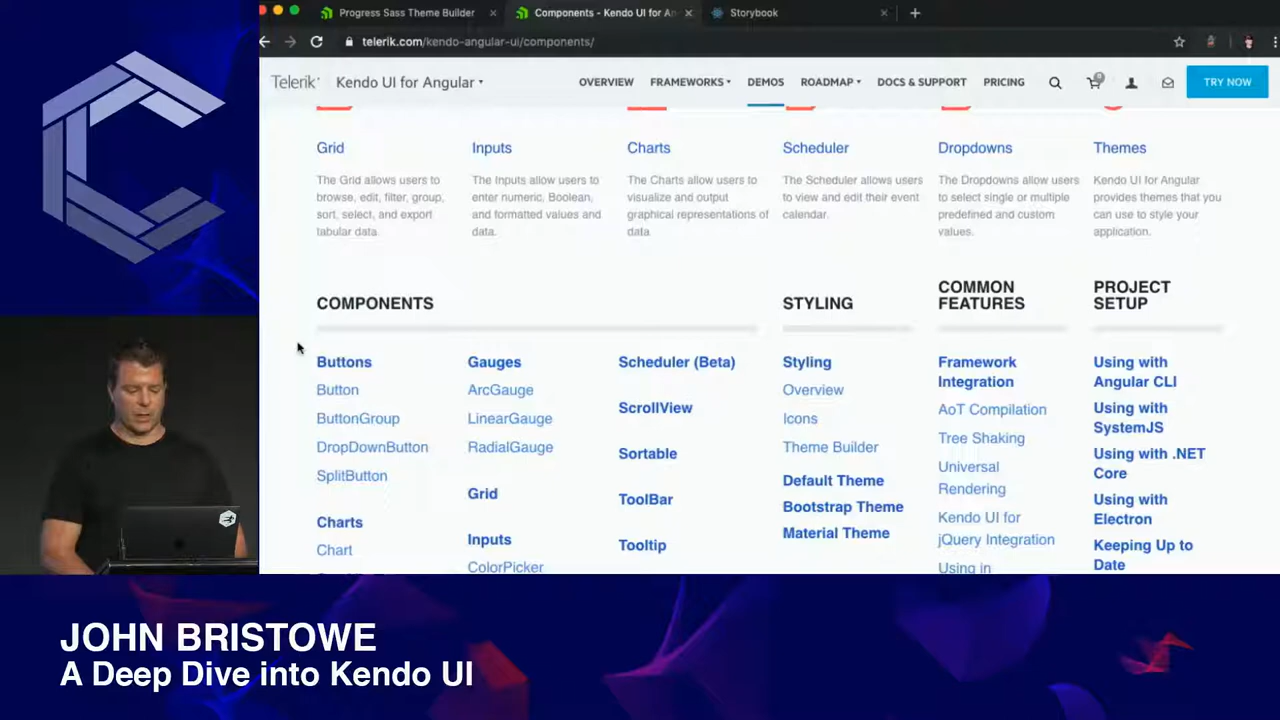 Progress Sass Theme Builder
Components - Kendo UI for An
Storybook
telerik.com/kendo-angular-ui/components/
Telerik
Kendo UI for Angular
OVERVIEW
FRAMEWORKS
DEMOS
ROADMAP
DOCS & SUPPORT
PRICING
0
TRY NOW
Grid
The Grid allows users to
browse, edit, filter, group,
sort, select, and export
tabular data.
Inputs
The Inputs allow users to
enter numeric, Boolean,
and formatted values and
data.
Charts
The Charts allow users to
visualize and output
graphical representations of
data.
Scheduler
The Scheduler allows users
to view and edit their event
calendar.
Dropdowns
The Dropdowns allow users
to select single or multiple
predefined and custom
values.
Themes
Kendo UI for Angular
provides themes that you
can use to style your
application.
COMPONENTS
Buttons
Button
ButtonGroup
DropDownButton
SplitButton
Charts
Chart
Gauges
ArcGauge
LinearGauge
RadialGauge
Grid
Inputs
ColorPicker
Scheduler (Beta)
ScrollView
Sortable
ToolBar
Tooltip
STYLING
Styling
Overview
Icons
Theme Builder
Default Theme
Bootstrap Theme
Material Theme
COMMON
FEATURES
Framework
Integration
AoT Compilation
Tree Shaking
Universal
Rendering
Kendo UI for
jQuery Integration
Using in
PROJECT
SETUP
Using with
Angular CLI
Using with
SystemJS
Using with .NET
Core
Using with
Electron
Keeping Up to
Date
JOHN BRISTOWE
A Deep Dive into Kendo UI